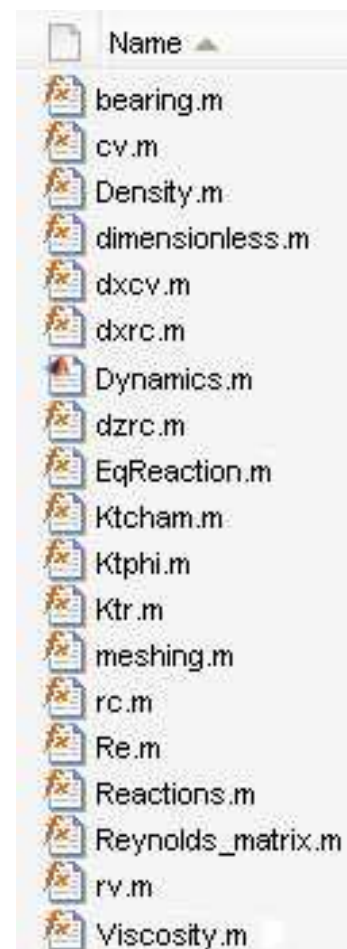 Name
bearing.m
cv.m
Density.m
dimensionless.m
dxcv.m
dxrc.m
Dynamics.m
dzrc.m
EqReaction.m
Ktcham.m
Ktphi.m
Ktr.m
meshing.m
rc.m
Re.m
Reactions.m
Reynolds_matrix.m
rv.m
Viscosity.m